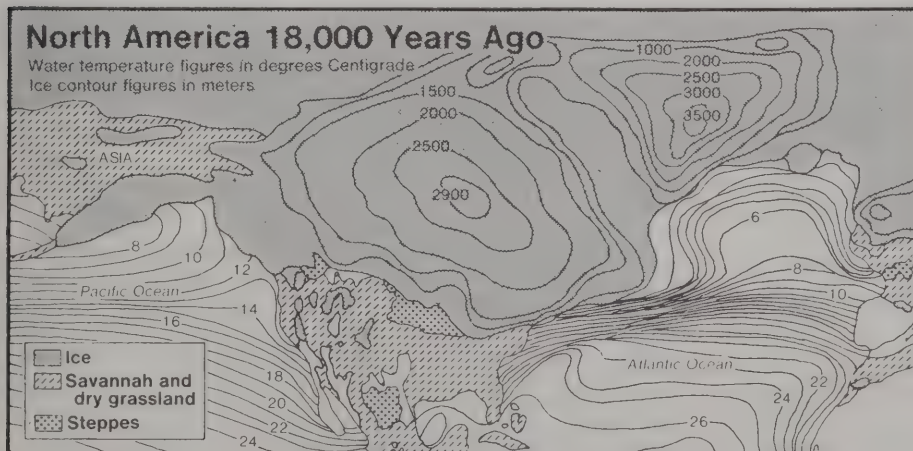 North America 18,000 Years Ago
Water temperature figures in degrees Centigrade
Ice contour figures in meters
1000
2000
2500
3000
3500
1500
2000
2500
2900
ASIA
6
8
10
12
8
10
Pacific Ocean
14
16
Atlantic Ocean
18
20
22
24
22
24
26
Ice
Savannah and
dry grassland
Steppes